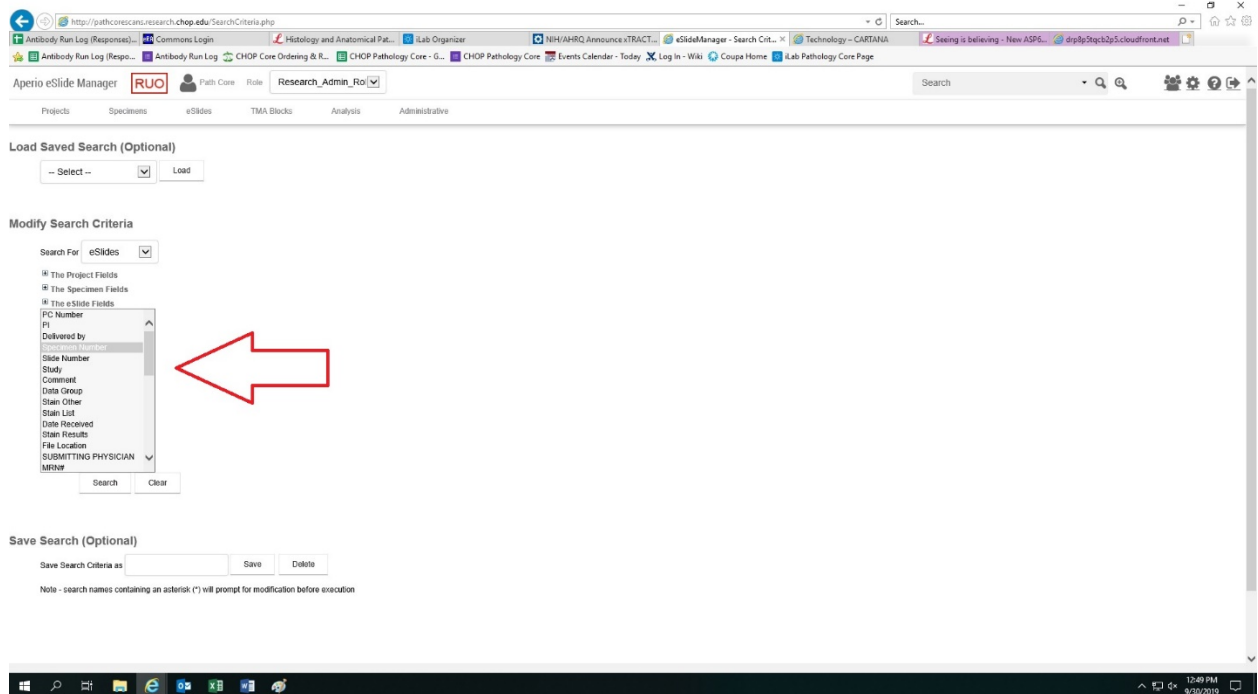 http://pathcorescans.research.chop.edu/SearchCriteria.php
Search...
Antibody Run Log (Responses)...
eRA Commons Login
Histology and Anatomical Pat...
iLab Organizer
NIH/AHRQ Announce xTRACT...
eSlideManager - Search Crit...
Technology – CARTANA
Seeing is believing - New ASP6...
drp8p5tqcb2p5.cloudfront.net
Antibody Run Log (Respo...
Antibody Run Log
CHOP Core Ordering & R...
CHOP Pathology Core - G...
CHOP Pathology Core
Events Calendar - Today
Log In - Wiki
Coupa Home
iLab Pathology Core Page
Aperio eSlide Manager
RUO
Path Core
Role
Research_Admin_Rol
Search
Projects
Specimens
eSlides
TMA Blocks
Analysis
Administrative
Load Saved Search (Optional)
-- Select --
Load
Modify Search Criteria
Search For
eSlides
The Project Fields
The Specimen Fields
The eSlide Fields
PC Number
PI
Delivered by
Specimen Number
Slide Number
Study
Comment
Data Group
Stain Other
Stain List
Date Received
Stain Results
File Location
SUBMITTING PHYSICIAN
MRN#
Search
Clear
Save Search (Optional)
Save Search Criteria as
Save
Delete
Note - search names containing an asterisk (*) will prompt for modification before execution
12:49 PM
9/30/2019